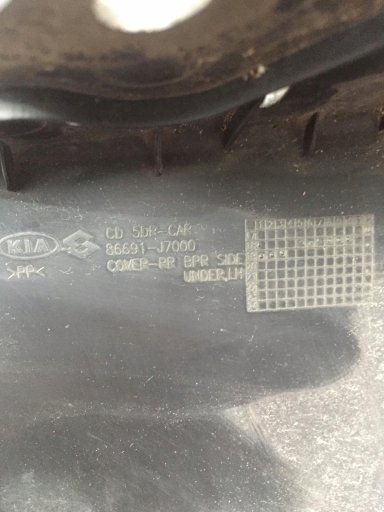 CD 5DR-CAR
KIA 86691-J7000
>PP< COVER-RR BPR SIDE
UNDER,LH